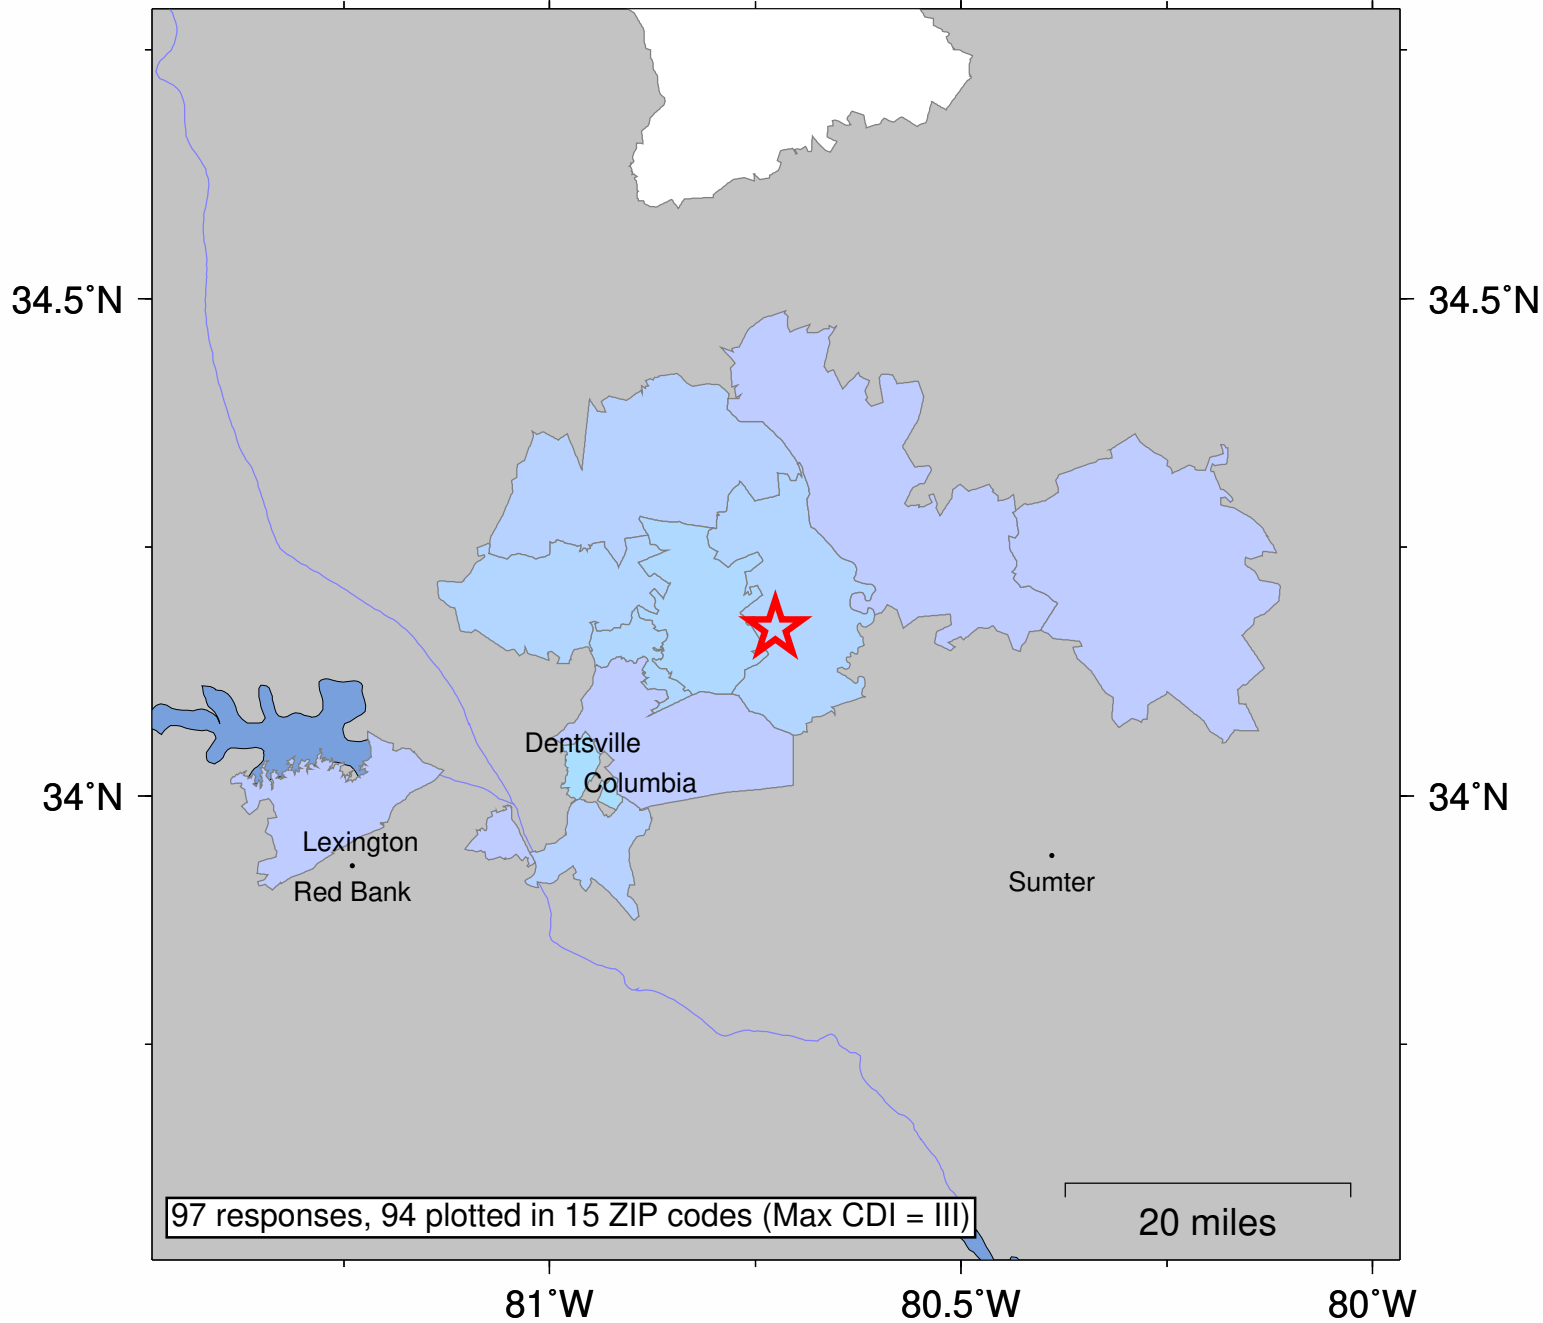 34.5°N
34.5°N
Dentsville
Columbia
34°N
34°N
Lexington
Red Bank
Sumter
97 responses, 94 plotted in 15 ZIP codes (Max CDI = III)
20 miles
81°W
80.5°W
80°W